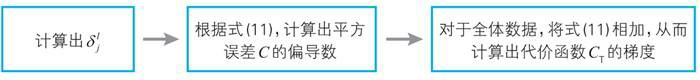 计算出δ_j^l
根据式(11)，计算出平方
误差C的偏导数
对于全体数据，将式(11)相加，从而
计算出代价函数C_T的梯度